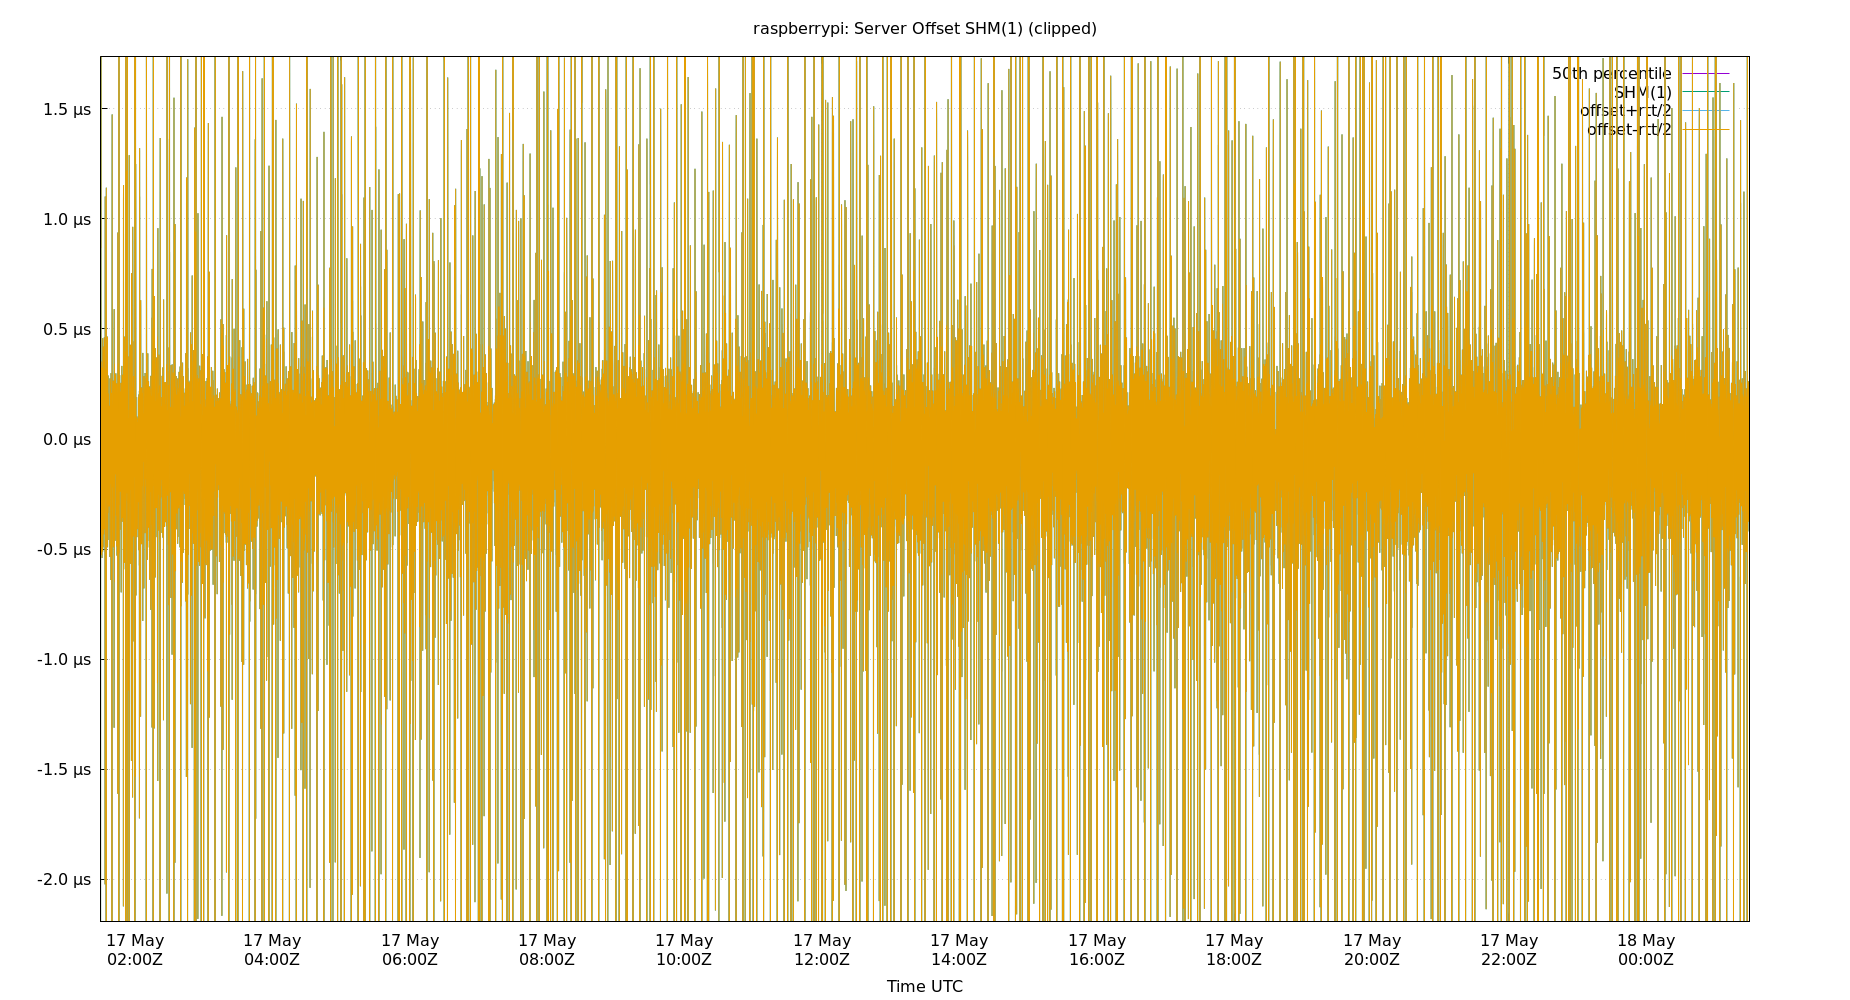 raspberrypi: Server Offset SHM(1) (clipped)
50th percentile
SHM(1)
offset+rtt/2
offset-rtt/2
1.5 µs
1.0 µs
0.5 µs
0.0 µs
-0.5 µs
-1.0 µs
-1.5 µs
-2.0 µs
17 May 17 May 17 May 17 May 17 May 17 May 17 May 17 May 17 May 17 May 17 May 18 May
02:00Z 04:00Z 06:00Z 08:00Z 10:00Z 12:00Z 14:00Z 16:00Z 18:00Z 20:00Z 22:00Z 00:00Z
Time UTC